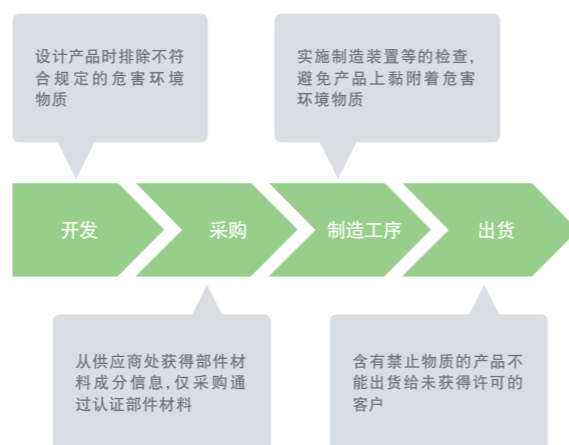 设计产品时排除不符
合规定的危害环境
物质
实施制造装置等的检查,
避免产品上黏附着危害
环境物质
开发
采购
制造工序
出货
从供应商处获得部件材
料成分信息,仅采购通
过认证部件材料
含有禁止物质的产品不
能出货给未获得许可的
客户